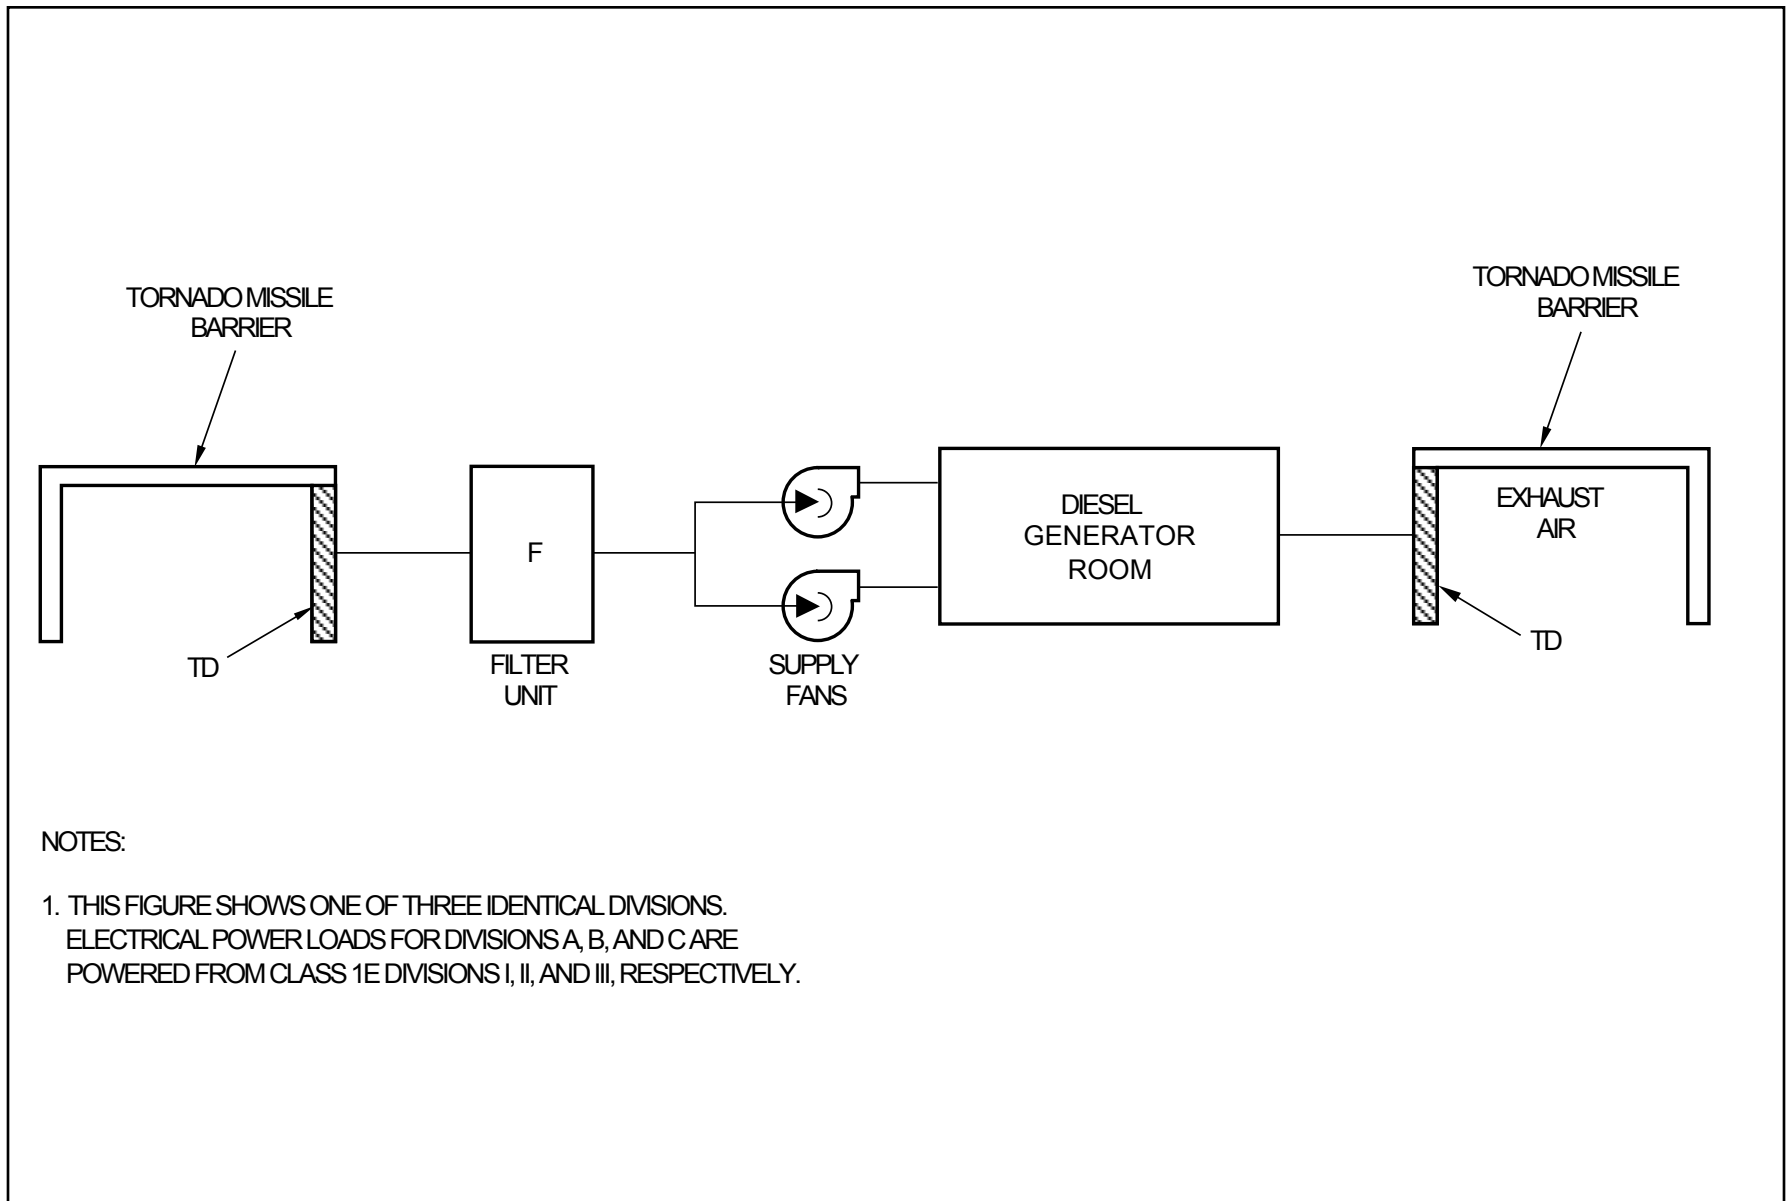 TORNADO MISSILE
BARRIER
TORNADO MISSILE
BARRIER
EXHAUST
AIR
DIESEL
GENERATOR
ROOM
F
TD
FILTER
UNIT
SUPPLY
FANS
TD
NOTES:
1. THIS FIGURE SHOWS ONE OF THREE IDENTICAL DIVISIONS.
ELECTRICAL POWER LOADS FOR DIVISIONS A, B, AND C ARE
POWERED FROM CLASS 1E DIVISIONS I, II, AND III, RESPECTIVELY.